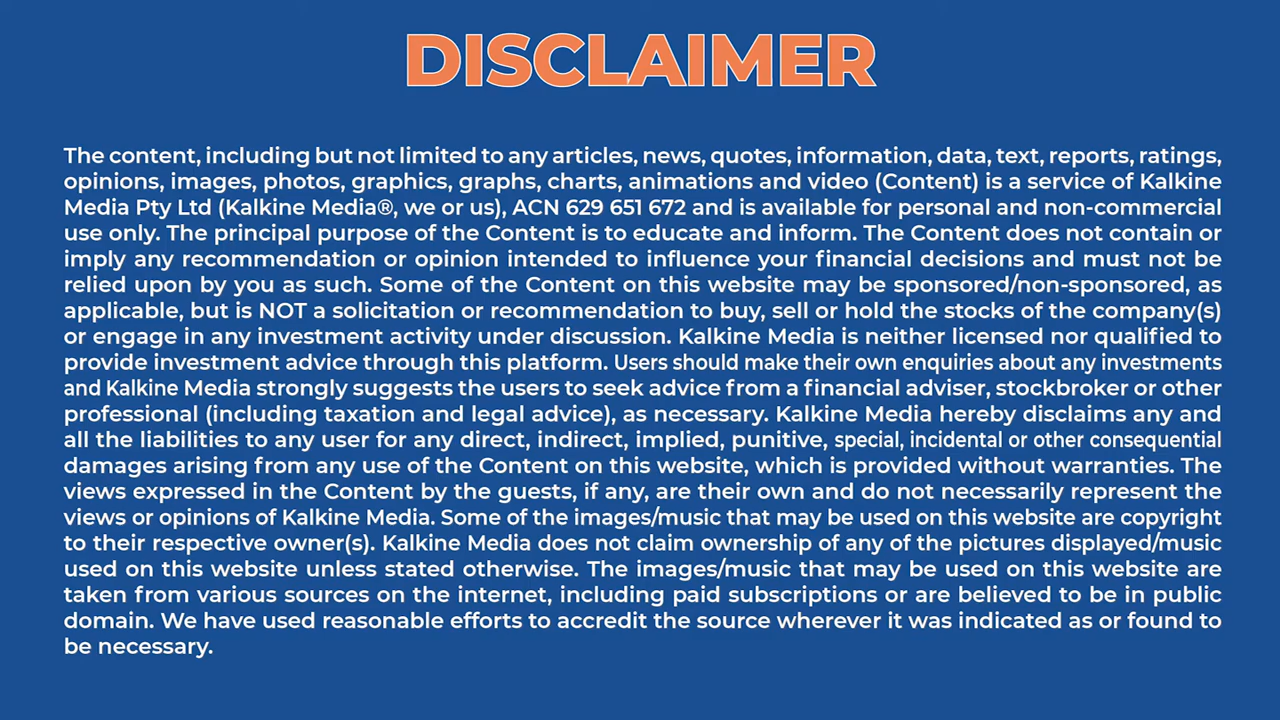 DISCLAIMER
The content, including but not limited to any articles, news, quotes, information, data, text, reports, ratings,
opinions, images, photos, graphics, graphs, charts, animations and video (Content) is a service of Kalkine
Media Pty Ltd (Kalkine Media®, we or us), ACN 629 651 672 and is available for personal and non-commercial
use only. The principal purpose of the Content is to educate and inform. The Content does not contain or
imply any recommendation or opinion intended to influence your financial decisions and must not be
relied upon by you as such. Some of the Content on this website may be sponsored/non-sponsored, as
applicable, but is NOT a solicitation or recommendation to buy, sell or hold the stocks of the company(s)
or engage in any investment activity under discussion. Kalkine Media is neither licensed nor qualified to
provide investment advice through this platform. Users should make their own enquiries about any investments
and Kalkine Media strongly suggests the users to seek advice from a financial adviser, stockbroker or other
professional (including taxation and legal advice), as necessary. Kalkine Media hereby disclaims any and
all the liabilities to any user for any direct, indirect, implied, punitive, special, incidental or other consequential
damages arising from any use of the Content on this website, which is provided without warranties. The
views expressed in the Content by the guests, if any, are their own and do not necessarily represent the
views or opinions of Kalkine Media. Some of the images/music that may be used on this website are copyright
to their respective owner(s). Kalkine Media does not claim ownership of any of the pictures displayed/music
used on this website unless stated otherwise. The images/music that may be used on this website are
taken from various sources on the internet, including paid subscriptions or are believed to be in public
domain. We have used reasonable efforts to accredit the source wherever it was indicated as or found to
be necessary.